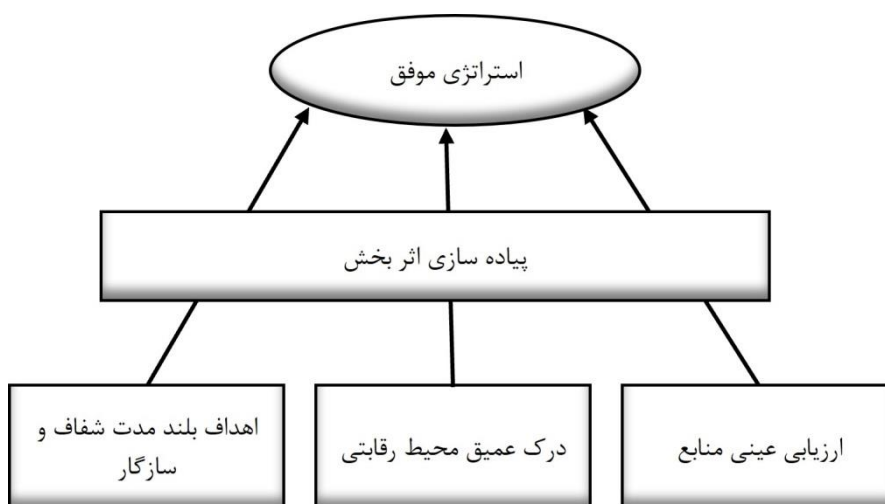 استراتژی موفق
پیاده سازی اثر بخش
ارزیابی عینی منابع
درک عمیق محیط رقابتی
اهداف بلند مدت شفاف و
سازگار